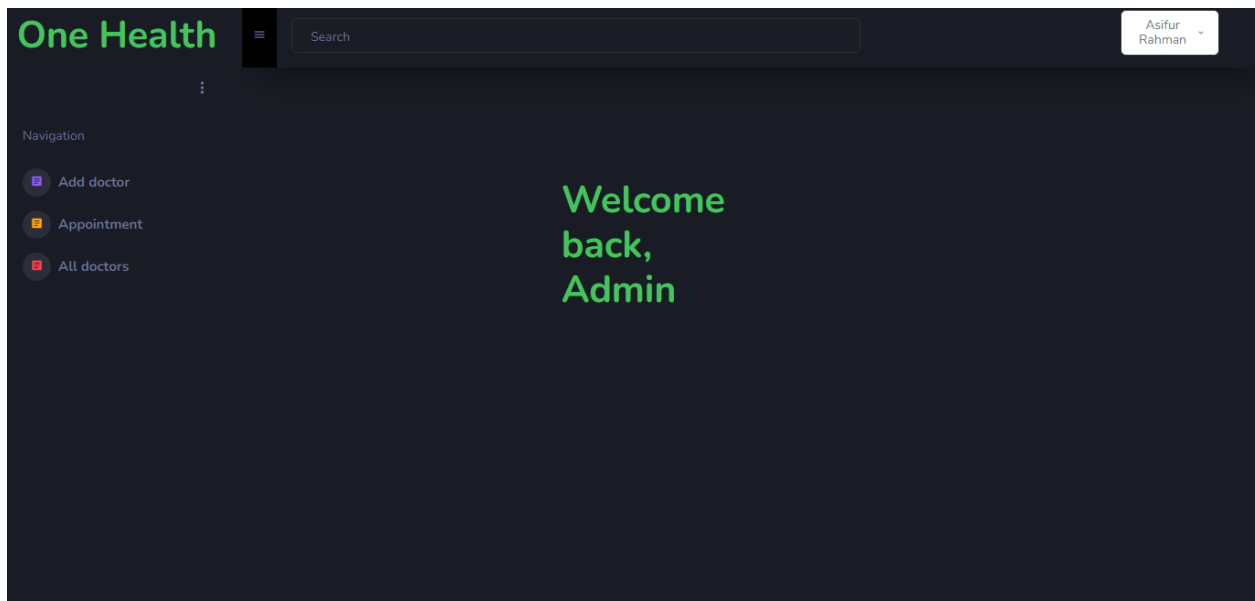 One Health
Search
Asifur
Rahman
Navigation
Add doctor
Appointment
All doctors
Welcome
back,
Admin